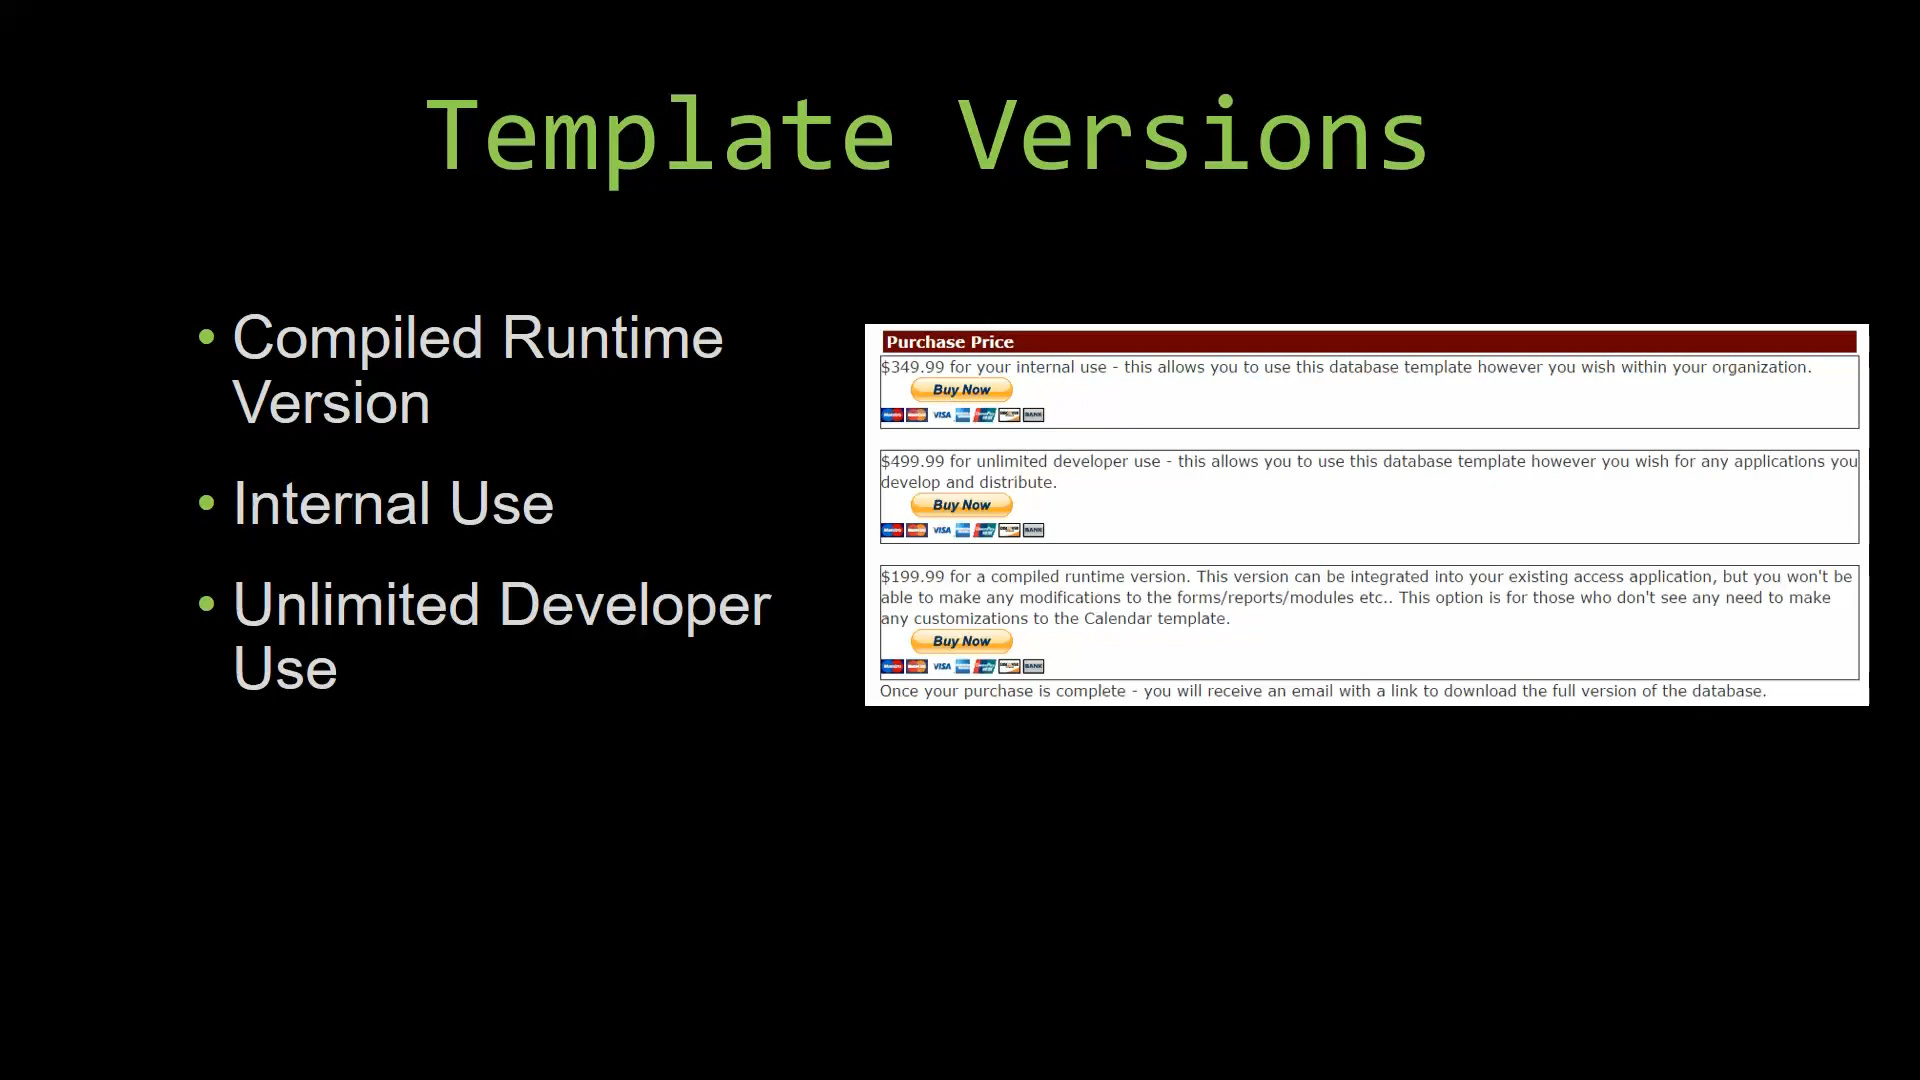 Template Versions
• Compiled Runtime
Version
• Internal Use
• Unlimited Developer
Use
Purchase Price
$349.99 for your internal use - this allows you to use this database template however you wish within your organization.
Buy Now
VISA BANK
$499.99 for unlimited developer use - this allows you to use this database template however you wish for any applications you
develop and distribute.
Buy Now
VISA BANK
$199.99 for a compiled runtime version. This version can be integrated into your existing access application, but you won't be
able to make any modifications to the forms/reports/modules etc.. This option is for those who don't see any need to make
any customizations to the Calendar template.
Buy Now
VISA BANK
Once your purchase is complete - you will receive an email with a link to download the full version of the database.